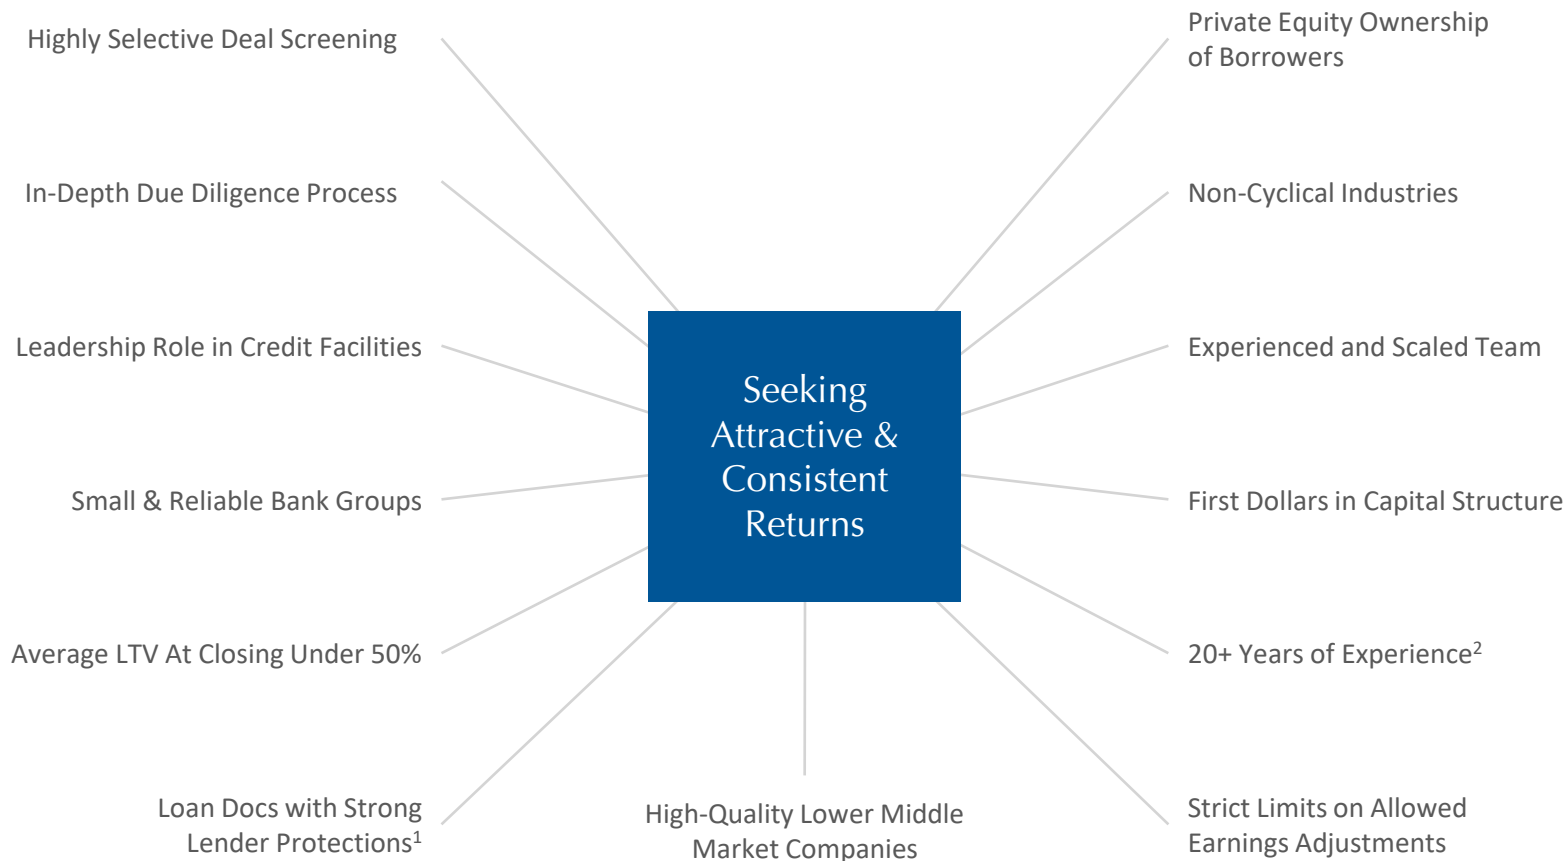 Highly Selective Deal Screening
In-Depth Due Diligence Process
Leadership Role in Credit Facilities
Small & Reliable Bank Groups
Average LTV At Closing Under 50%
Loan Docs with Strong
Lender Protections¹
Seeking
Attractive &
Consistent
Returns
High-Quality Lower Middle
Market Companies
Private Equity Ownership
of Borrowers
Non-Cyclical Industries
Experienced and Scaled Team
First Dollars in Capital Structure
20+ Years of Experience²
Strict Limits on Allowed
Earnings Adjustments